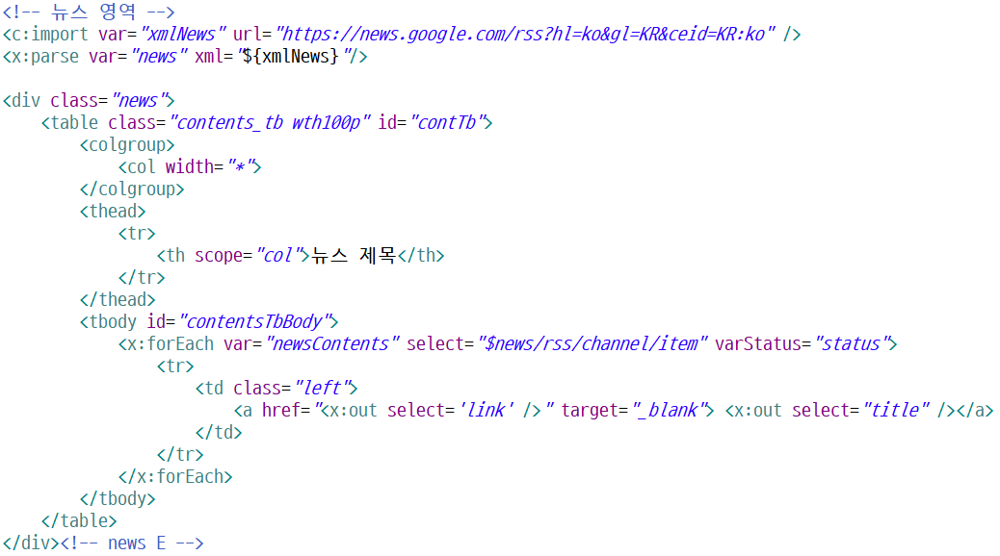 <!-- 뉴스 영역 -->
<c:import var="xmlNews" url="https://news.google.com/rss?hl=ko&gl=KR&ceid=KR:ko" />
<x:parse var="news" xml="${xmlNews}"/>

<div class="news">
    <table class="contents_tb wth100p" id="contTb">
        <colgroup>
            <col width="*">
        </colgroup>
        <thead>
            <tr>
                <th scope="col">뉴스 제목</th>
            </tr>
        </thead>
        <tbody id="contentsTbBody">
            <x:forEach var="newsContents" select="$news/rss/channel/item" varStatus="status">
                <tr>
                    <td class="left">
                        <a href="<x:out select='link' />" target="_blank"> <x:out select="title" /></a>
                    </td>
                </tr>
            </x:forEach>
        </tbody>
    </table>
</div><!-- news E -->